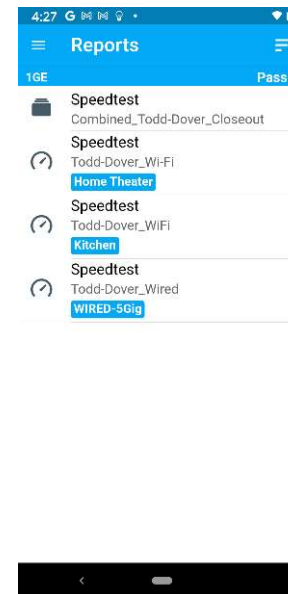 4:27 G
Reports
1GE Pass
Speedtest
Combined_Todd-Dover_Closeout
Speedtest
Todd-Dover_Wi-Fi
Home Theater
Speedtest
Todd-Dover_WiFi
Kitchen
Speedtest
Todd-Dover_Wired
WIRED-5Gig